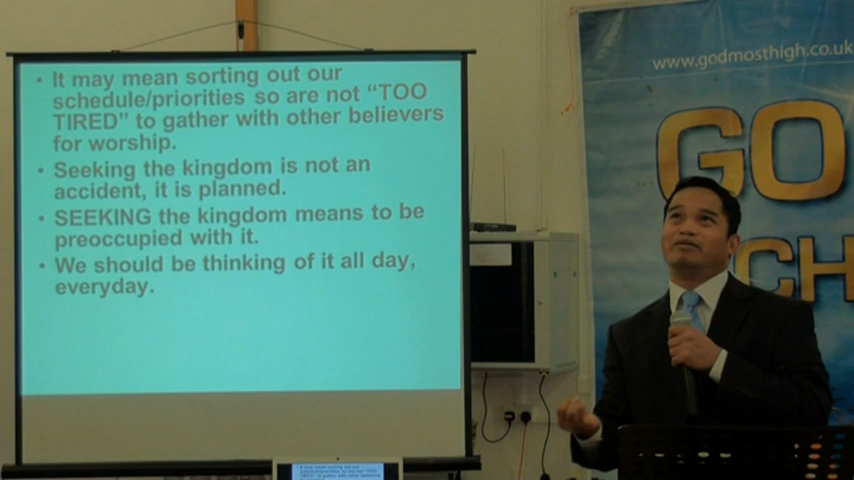 • It may mean sorting out our
schedule/priorities so are not “TOO
TIRED” to gather with other believers
for worship.
• Seeking the kingdom is not an
accident, it is planned.
• SEEKING the kingdom means to be
preoccupied with it.
• We should be thinking of it all day,
everyday.
www.godmosthigh.co.uk
GO
CH